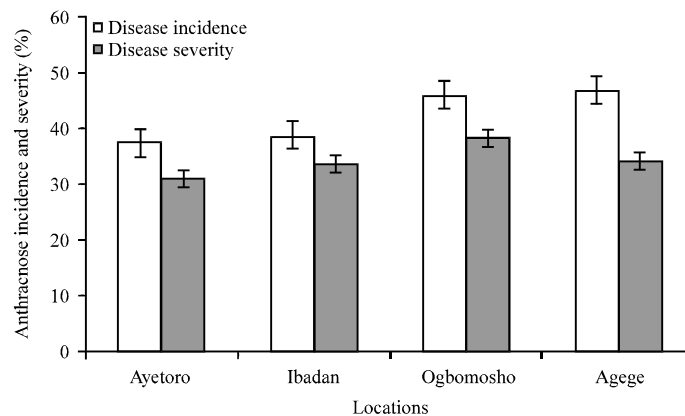 Anthracnose incidence and severity (%)
60
50
40
30
20
10
0
Disease incidence
Disease severity
Ayetoro Ibadan Ogbomosho Agege
Locations